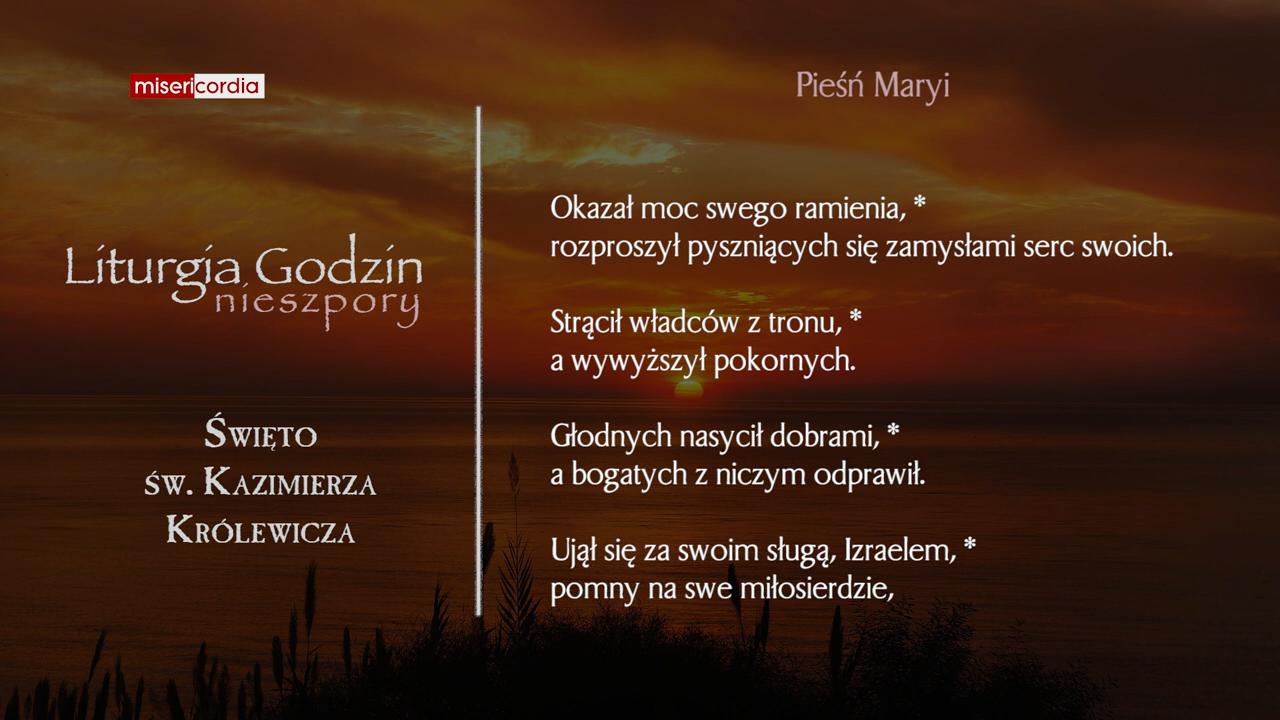 misericordia
Liturgia Godzin
nieszpory
Święto
św. Kazimierza
Królewicza
Pieśń Maryi
Okazał moc swego ramienia, *
rozproszył pyszniących się zamysłami serc swoich.
Strącił władców z tronu, *
a wywyższył pokornych.
Głodnych nasycił dobrami, *
a bogatych z niczym odprawił.
Ujął się za swoim sługą, Izraelem, *
pomny na swe miłosierdzie,